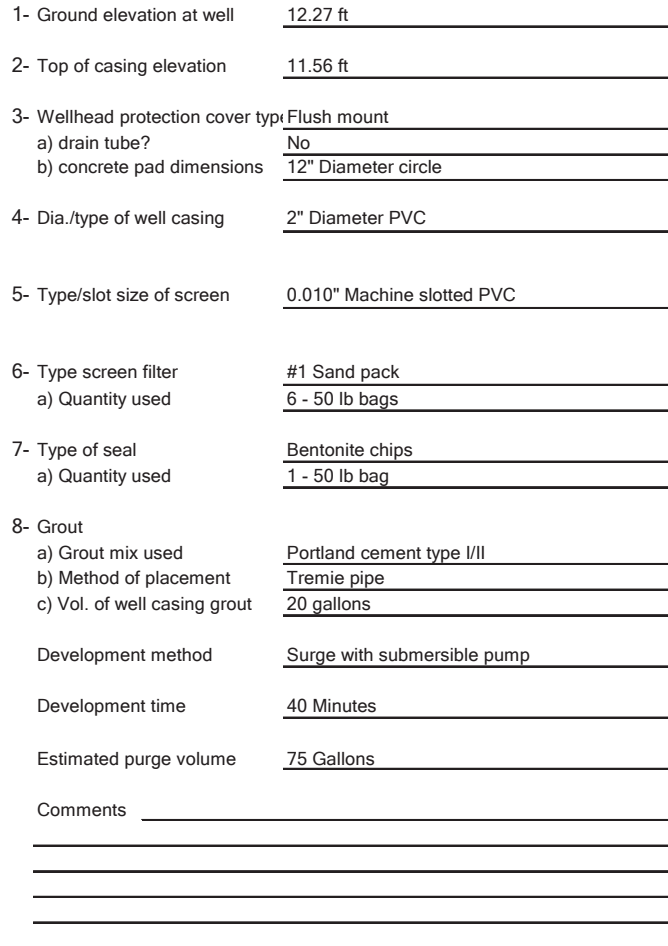 1- Ground elevation at well 12.27 ft
2- Top of casing elevation 11.56 ft
3- Wellhead protection cover type Flush mount
a) drain tube? No
b) concrete pad dimensions 12" Diameter circle
4- Dia./type of well casing 2" Diameter PVC
5- Type/slot size of screen 0.010" Machine slotted PVC
6- Type screen filter #1 Sand pack
a) Quantity used 6 - 50 lb bags
7- Type of seal Bentonite chips
a) Quantity used 1 - 50 lb bag
8- Grout
a) Grout mix used Portland cement type I/II
b) Method of placement Tremie pipe
c) Vol. of well casing grout 20 gallons
Development method Surge with submersible pump
Development time 40 Minutes
Estimated purge volume 75 Gallons
Comments